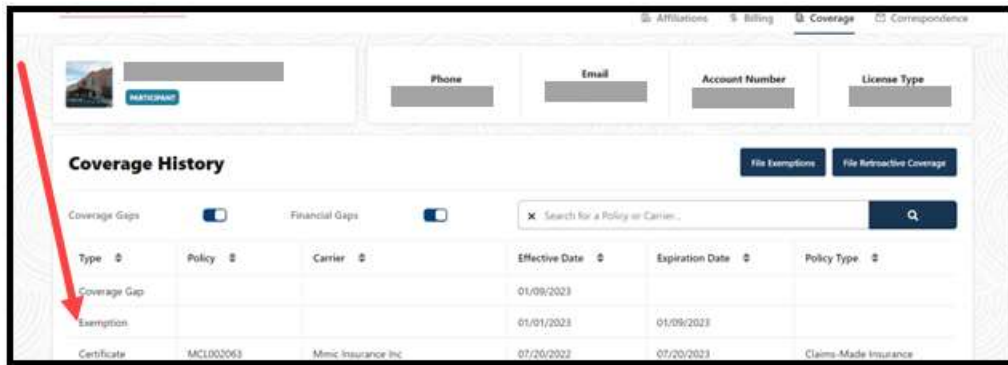 Affiliations $ Billing Coverage Correspondence
PARTICIPANT
Phone Email Account Number License Type
Coverage History File Exemptions File Retroactive Coverage
Coverage Gaps Financial Gaps × Search for a Policy or Carrier...
Type Policy Carrier Effective Date Expiration Date Policy Type
Coverage Gap 01/09/2023
Exemption 01/01/2023 01/09/2023
Certificate MCL002063 Mmic Insurance Inc 07/20/2022 07/20/2023 Claims-Made Insurance